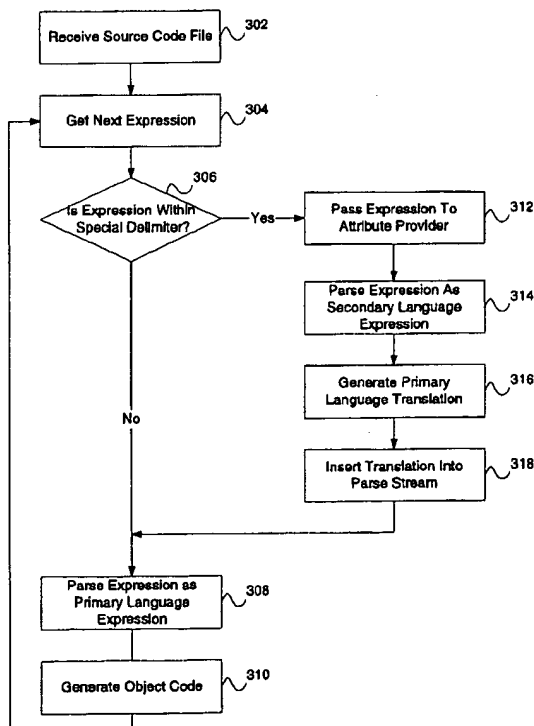 Receive Source Code File
302
Get Next Expression
304
306
Is Expression Within
Special Delimiter?
Yes
Pass Expression To
Attribute Provider
312
Parse Expression As
Secondary Language
Expression
314
Generate Primary
Language Translation
316
No
Insert Translation Into
Parse Stream
318
Parse Expression as
Primary Language
Expression
308
Generate Object Code
310